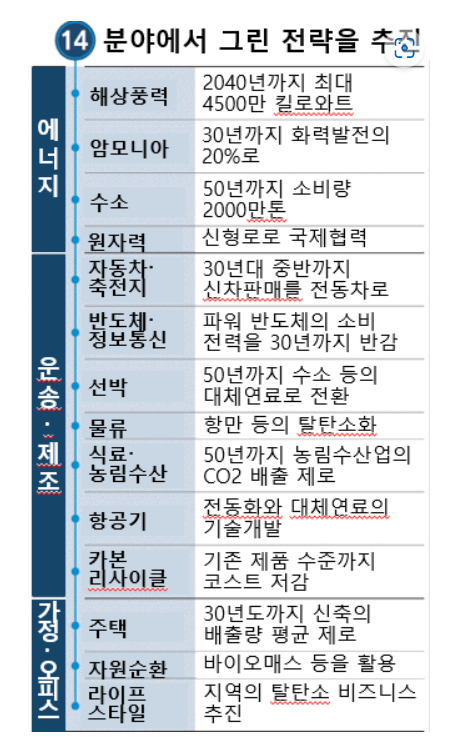 14 분야에서 그린 전략을 추진
에너지
해상풍력
2040년까지 최대
4500만 킬로와트
암모니아
30년까지 화력발전의
20%로
수소
50년까지 소비량
2000만톤
원자력
신형로로 국제협력
운송·제조
자동차·
축전지
30년대 중반까지
신차판매를 전동차로
반도체·
정보통신
파워 반도체의 소비
전력을 30년까지 반감
선박
50년까지 수소 등의
대체연료로 전환
물류
항만 등의 탈탄소화
식료·
농림수산
50년까지 농림수산업의
CO2 배출 제로
항공기
전동화와 대체연료의
기술개발
카본
리사이클
기존 제품 수준까지
코스트 저감
가정·오피스
주택
30년도까지 신축의
배출량 평균 제로
자원순환
바이오매스 등을 활용
라이프
스타일
지역의 탈탄소 비즈니스
추진